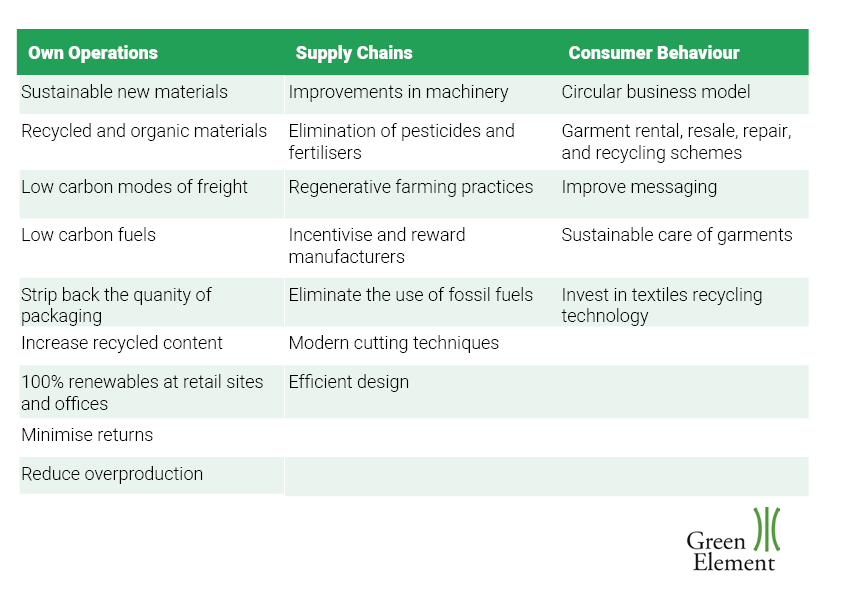 Own Operations Supply Chains Consumer Behaviour
Sustainable new materials Improvements in machinery Circular business model
Recycled and organic materials Elimination of pesticides and Garment rental, resale, repair,
fertilisers and recycling schemes
Low carbon modes of freight Regenerative farming practices Improve messaging
Low carbon fuels Incentivise and reward Sustainable care of garments
manufacturers
Strip back the quanity of Eliminate the use of fossil fuels Invest in textiles recycling
packaging technology
Increase recycled content Modern cutting techniques
100% renewables at retail sites Efficient design
and offices
Minimise returns
Reduce overproduction
Green
Element